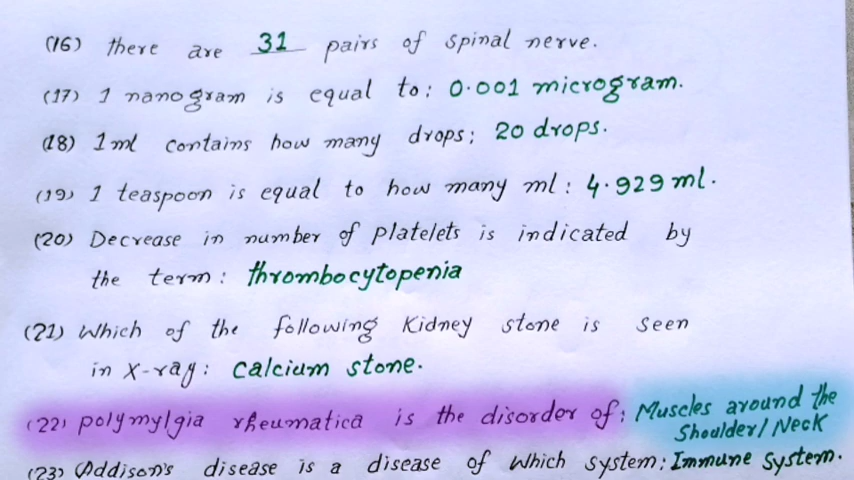 (16) there are 31 pairs of spinal nerve.
(17) 1 nanogram is equal to: 0.001 microgram.
(18) 1ml contains how many drops; 20 drops.
(19) 1 teaspoon is equal to how many ml: 4.929 ml.
(20) Decrease in number of platelets is indicated by
the term: thrombocytopenia
(21) Which of the following Kidney stone is seen
in X-ray: calcium stone.
(22) polymylgia rheumatica is the disorder of: Muscles around the
Shoulder/Neck
(23) Addison's disease is a disease of which system: Immune system.